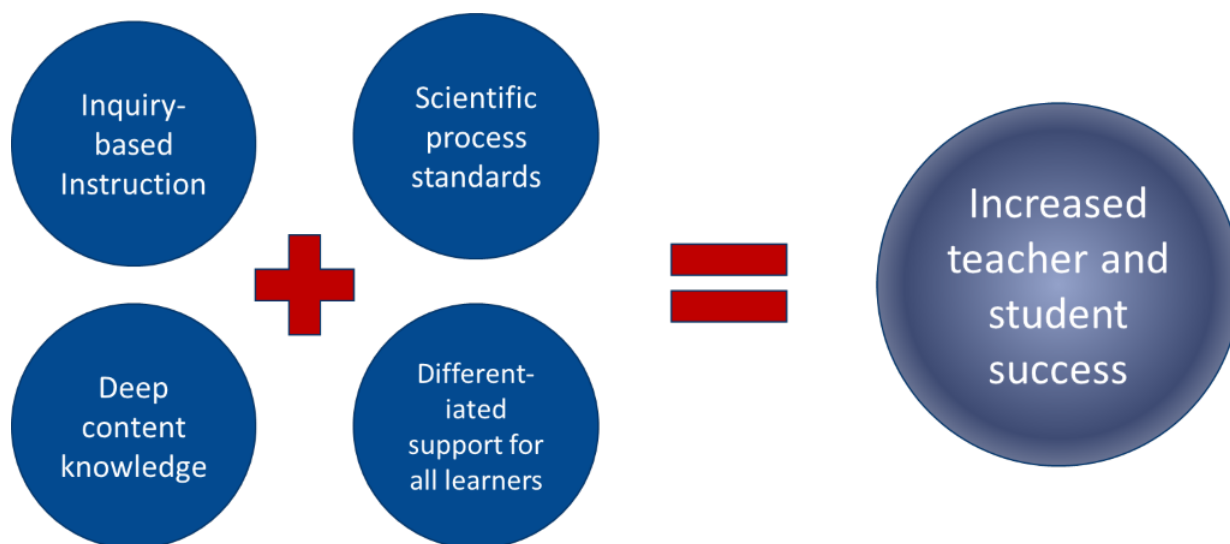 Inquiry-
based
Instruction
Scientific
process
standards
Deep
content
knowledge
Different-
iated
support for
all learners
Increased
teacher and
student
success